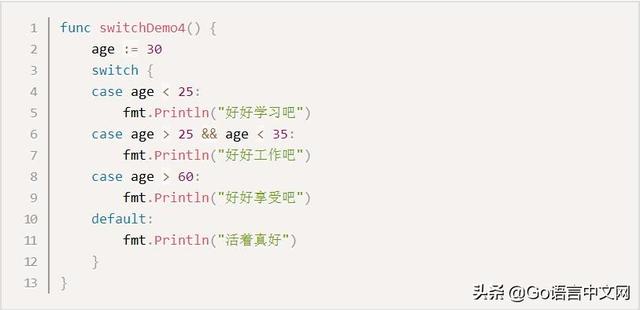 1 func switchDemo4() {
2 age := 30
3 switch {
4 case age < 25:
5 fmt.Println("好好学习吧")
6 case age > 25 && age < 35:
7 fmt.Println("好好工作吧")
8 case age > 60:
9 fmt.Println("好好享受吧")
10 default:
11 fmt.Println("活着真好")
12 }
13 }
头条 @Go语言中文网